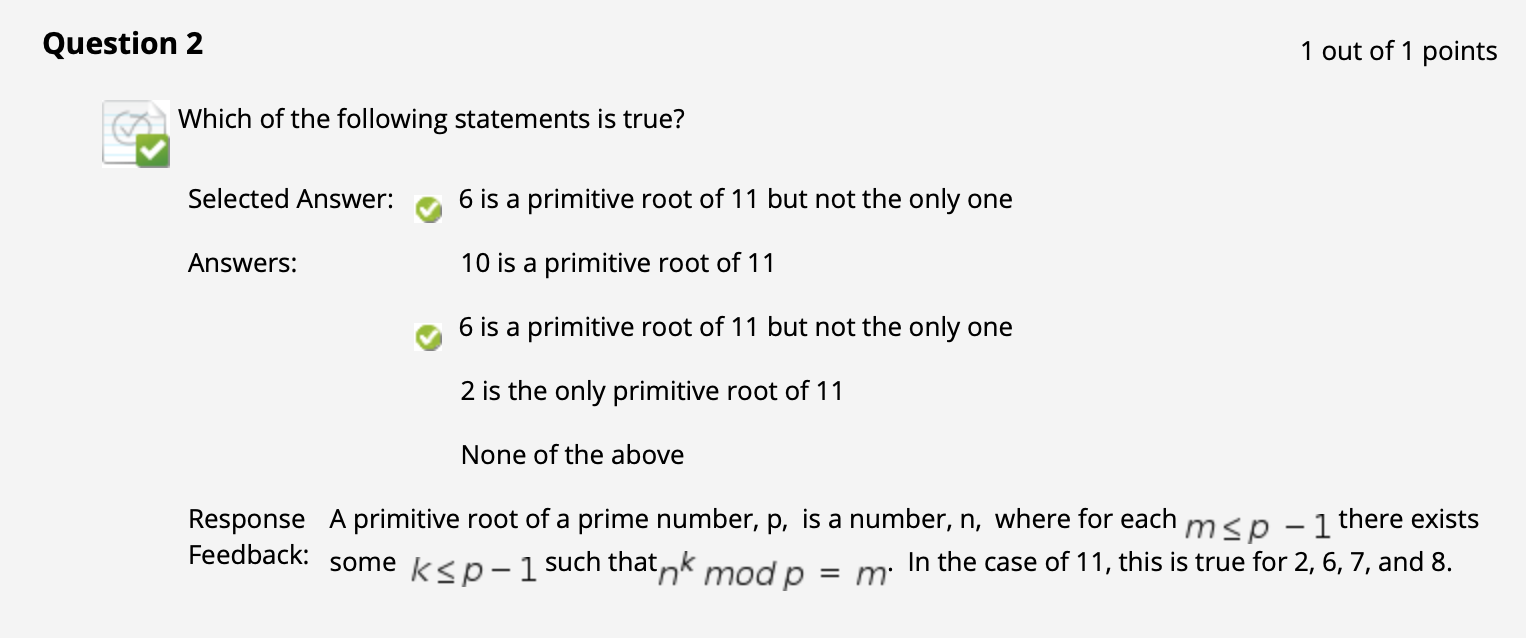 Question 2
1 out of 1 points
Which of the following statements is true?
Selected Answer: 6 is a primitive root of 11 but not the only one
Answers: 10 is a primitive root of 11
6 is a primitive root of 11 but not the only one
2 is the only primitive root of 11
None of the above
Response Feedback: A primitive root of a prime number, p, is a number, n, where for each m ≤ p − 1 there exists
some k ≤ p − 1 such that n^k mod p = m. In the case of 11, this is true for 2, 6, 7, and 8.